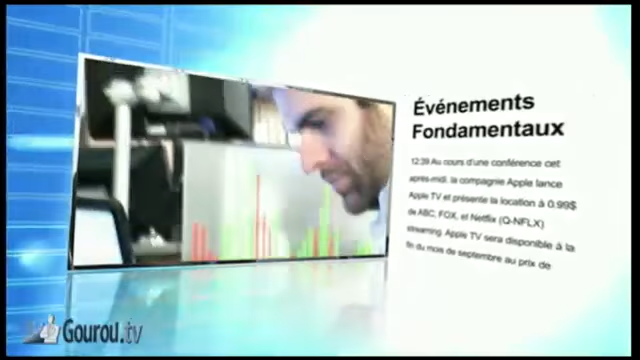 Événements
Fondamentaux
12:39 Au cours d'une conférence cet
après-midi, la compagnie Apple lance
Apple TV et présente la location à 0.99$
de ABC, FOX, et Netflix (Q-NFLX)
streaming. Apple TV sera disponible à la
fin du mois de septembre au prix de
Gourou.tv